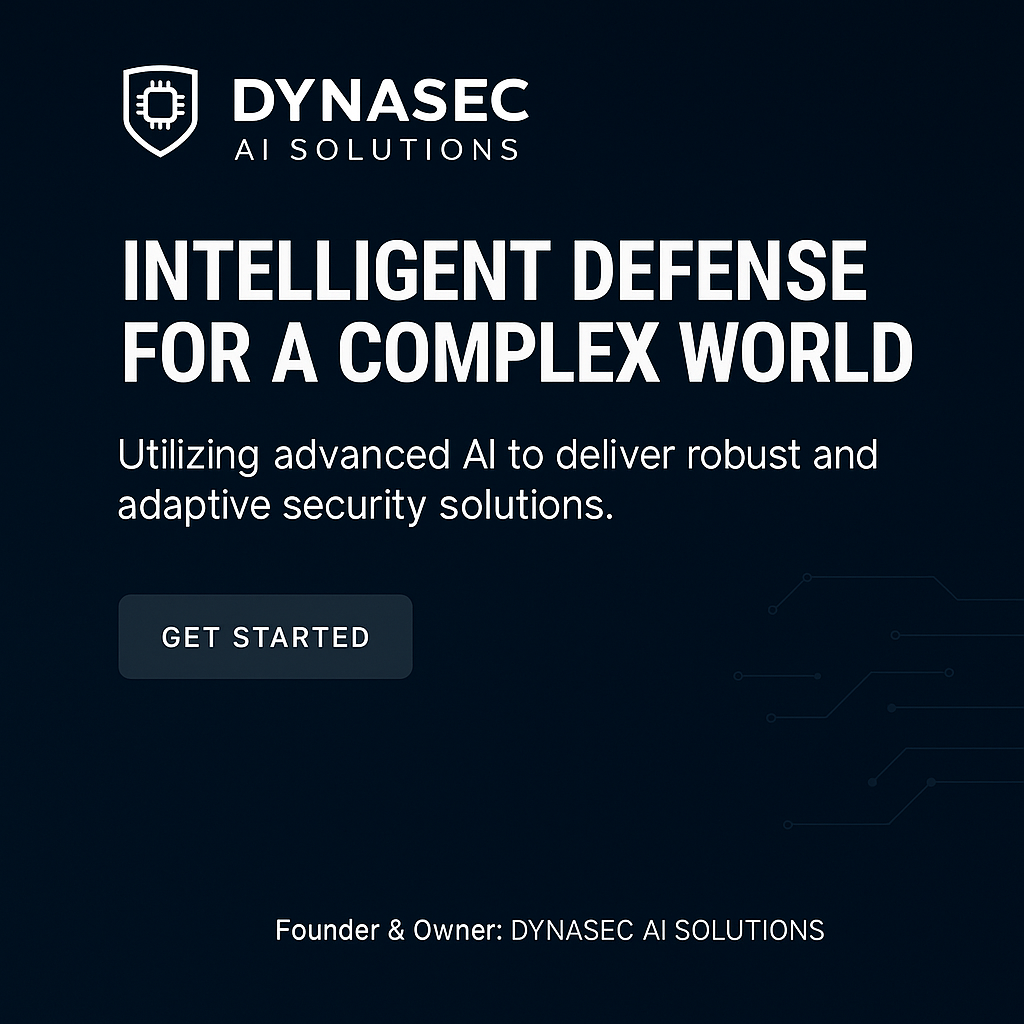 DYNASEC
AI SOLUTIONS
INTELLIGENT DEFENSE
FOR A COMPLEX WORLD
Utilizing advanced AI to deliver robust and
adaptive security solutions.
GET STARTED
Founder & Owner: DYNASEC AI SOLUTIONS